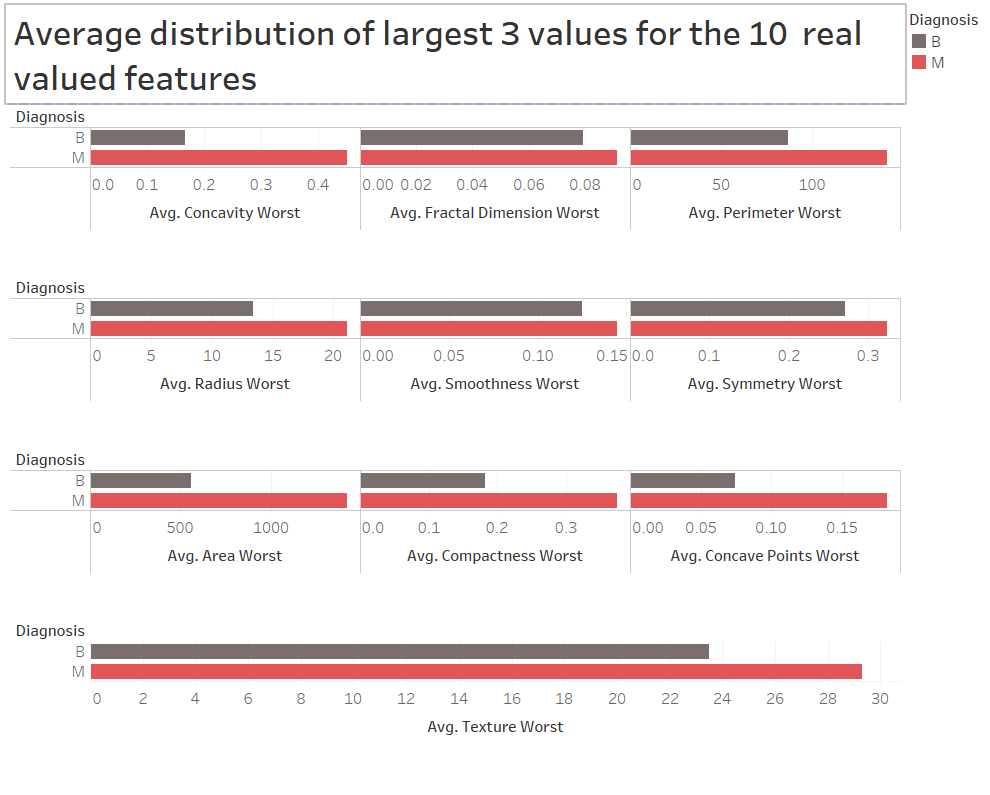 Average distribution of largest 3 values for the 10  real
valued features
Diagnosis
B
M
Diagnosis
B
M
0.0 0.1 0.2 0.3 0.4
Avg. Concavity Worst
0.00 0.02 0.04 0.06 0.08
Avg. Fractal Dimension Worst
0 50 100
Avg. Perimeter Worst
Diagnosis
B
M
0 5 10 15 20
Avg. Radius Worst
0.00 0.05 0.10 0.15
Avg. Smoothness Worst
0.0 0.1 0.2 0.3
Avg. Symmetry Worst
Diagnosis
B
M
0 500 1000
Avg. Area Worst
0.0 0.1 0.2 0.3
Avg. Compactness Worst
0.00 0.05 0.10 0.15
Avg. Concave Points Worst
Diagnosis
B
M
0 2 4 6 8 10 12 14 16 18 20 22 24 26 28 30
Avg. Texture Worst